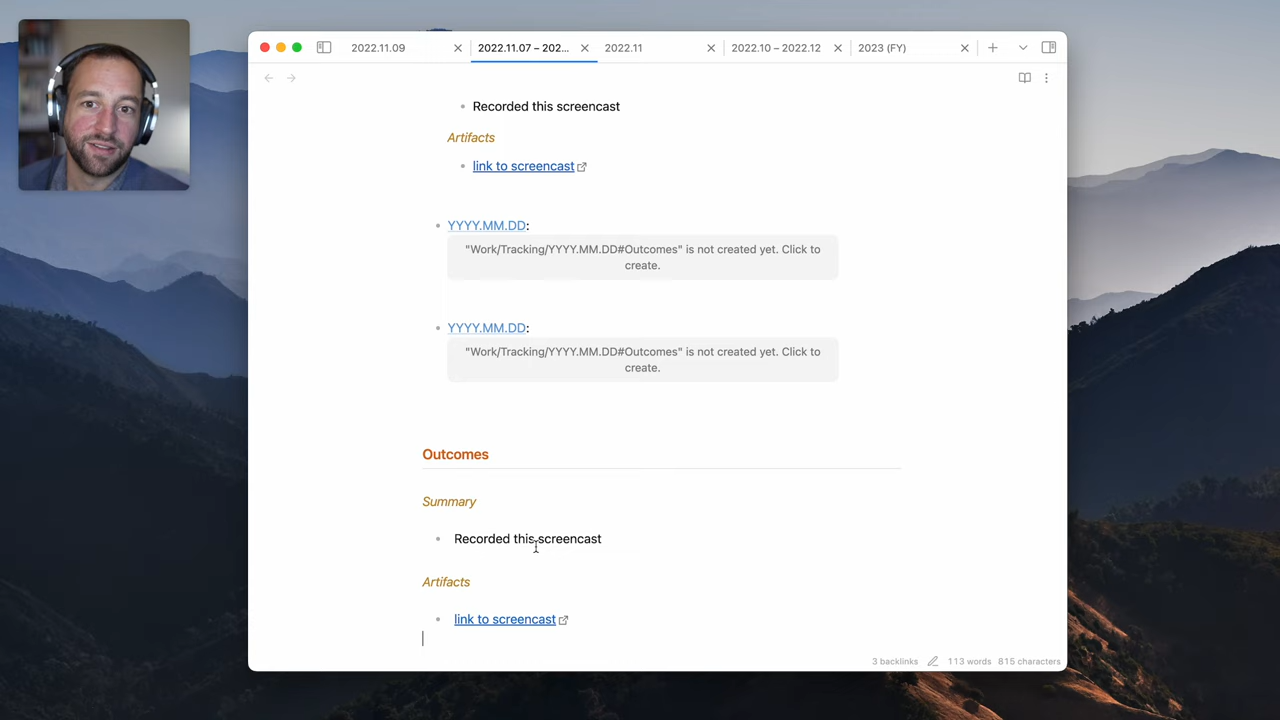 2022.11.09
2022.11.07 – 202...
2022.11
2022.10 – 2022.12
2023 (FY)
Recorded this screencast
Artifacts
link to screencast
YYYY.MM.DD:
"Work/Tracking/YYYY.MM.DD#Outcomes" is not created yet. Click to
create.
YYYY.MM.DD:
"Work/Tracking/YYYY.MM.DD#Outcomes" is not created yet. Click to
create.
Outcomes
Summary
Recorded this screencast
Artifacts
link to screencast
3 backlinks 113 words 815 characters